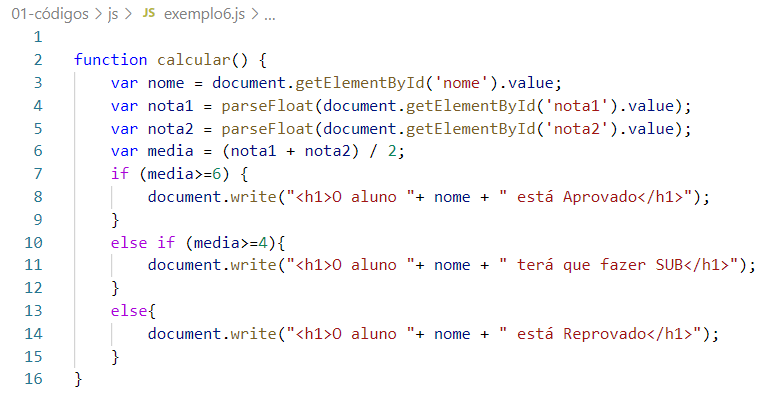 01-códigos > js > JS exemplo6.js > ...
1
2 function calcular() {
3 var nome = document.getElementById('nome').value;
4 var nota1 = parseFloat(document.getElementById('nota1').value);
5 var nota2 = parseFloat(document.getElementById('nota2').value);
6 var media = (nota1 + nota2) / 2;
7 if (media>=6) {
8 document.write("<h1>O aluno "+ nome + " está Aprovado</h1>");
9 }
10 else if (media>=4){
11 document.write("<h1>O aluno "+ nome + " terá que fazer SUB</h1>");
12 }
13 else{
14 document.write("<h1>O aluno "+ nome + " está Reprovado</h1>");
15 }
16 }